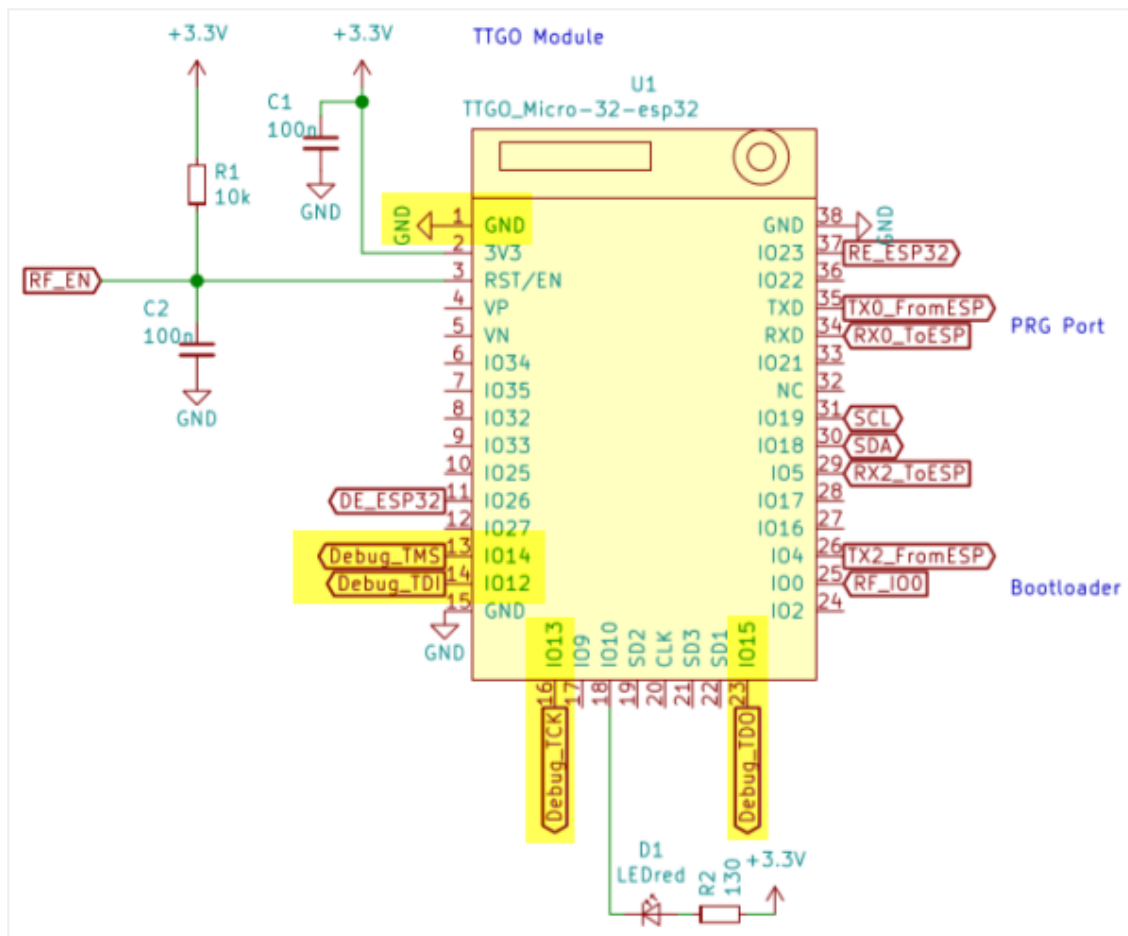 +3.3V
+3.3V
TTGO Module
U1
TTGO_Micro-32-esp32
C1
100n
R1
10k
GND
GND
1
GND
2
3V3
RF_EN
3
RST/EN
4
VP
5
VN
6
IO34
7
IO35
8
IO32
9
IO33
10
IO25
DE_ESP32
11
IO26
12
IO27
Debug_TMS
13
IO14
Debug_TDI
14
IO12
15
GND
GND
C2
100n
GND
GND
38
GND
IO23
37
RE_ESP32
IO22
36
TXD
35
TX0_FromESP
RXD
34
RX0_ToESP
PRG Port
IO21
33
NC
32
IO19
31
SCL
IO18
30
SDA
IO5
29
RX2_ToESP
IO17
28
IO16
27
IO4
26
TX2_FromESP
IO0
25
RF_IO0
Bootloader
IO2
24
IO13
IO9
IO10
SD2
CLK
SD3
SD1
IO15
16
17
18
19
20
21
22
23
Debug_TCK
Debug_TDO
D1
LEDred
R2
130
+3.3V